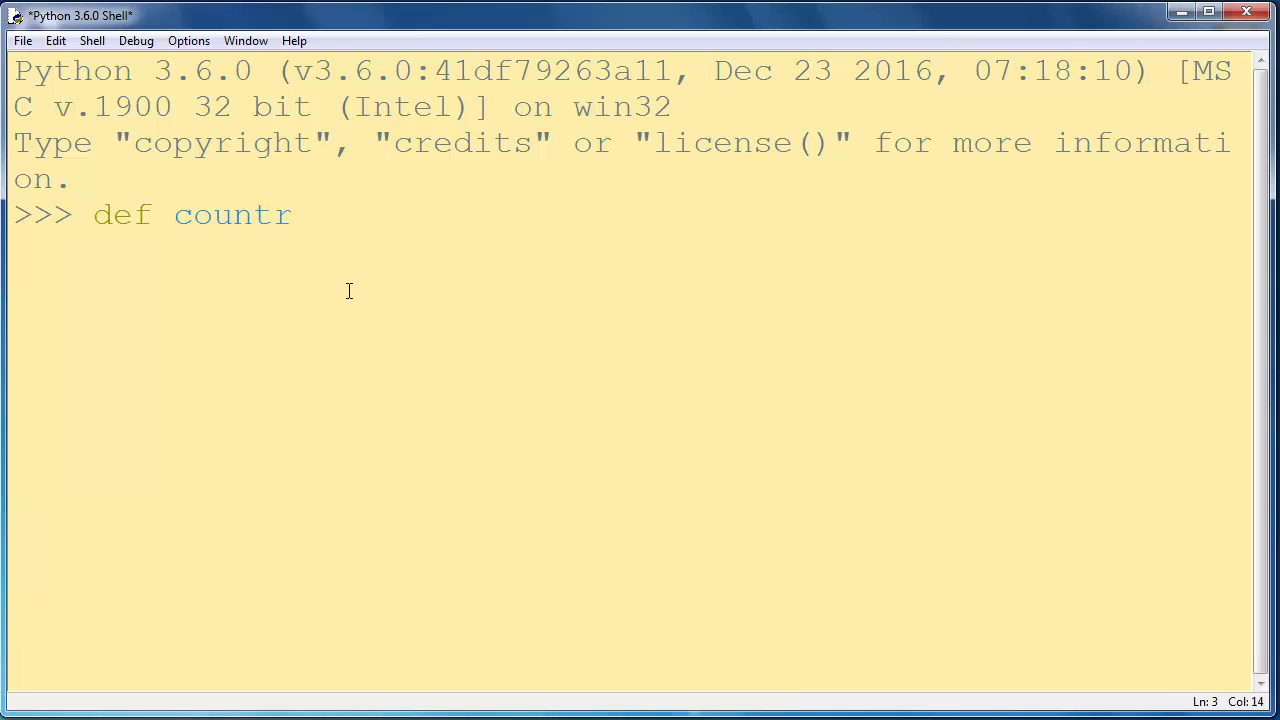 *Python 3.6.0 Shell*
File Edit Shell Debug Options Window Help
Python 3.6.0 (v3.6.0:41df79263a11, Dec 23 2016, 07:18:10) [MS
C v.1900 32 bit (Intel)] on win32
Type "copyright", "credits" or "license()" for more informati
on.
>>> def countr
Ln: 3 Col: 14